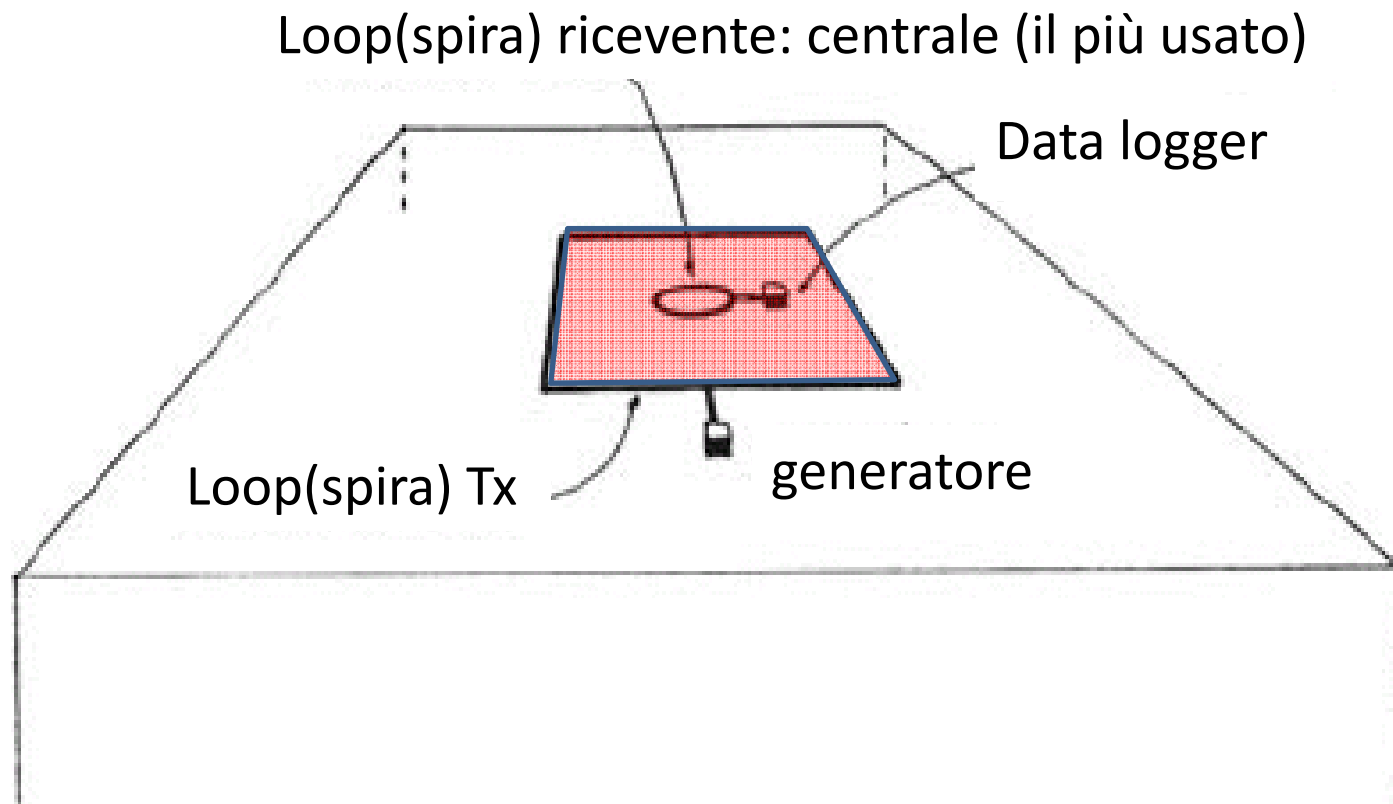 Loop(spira) ricevente: centrale (il più usato)
Data logger
Loop(spira) Tx
generatore